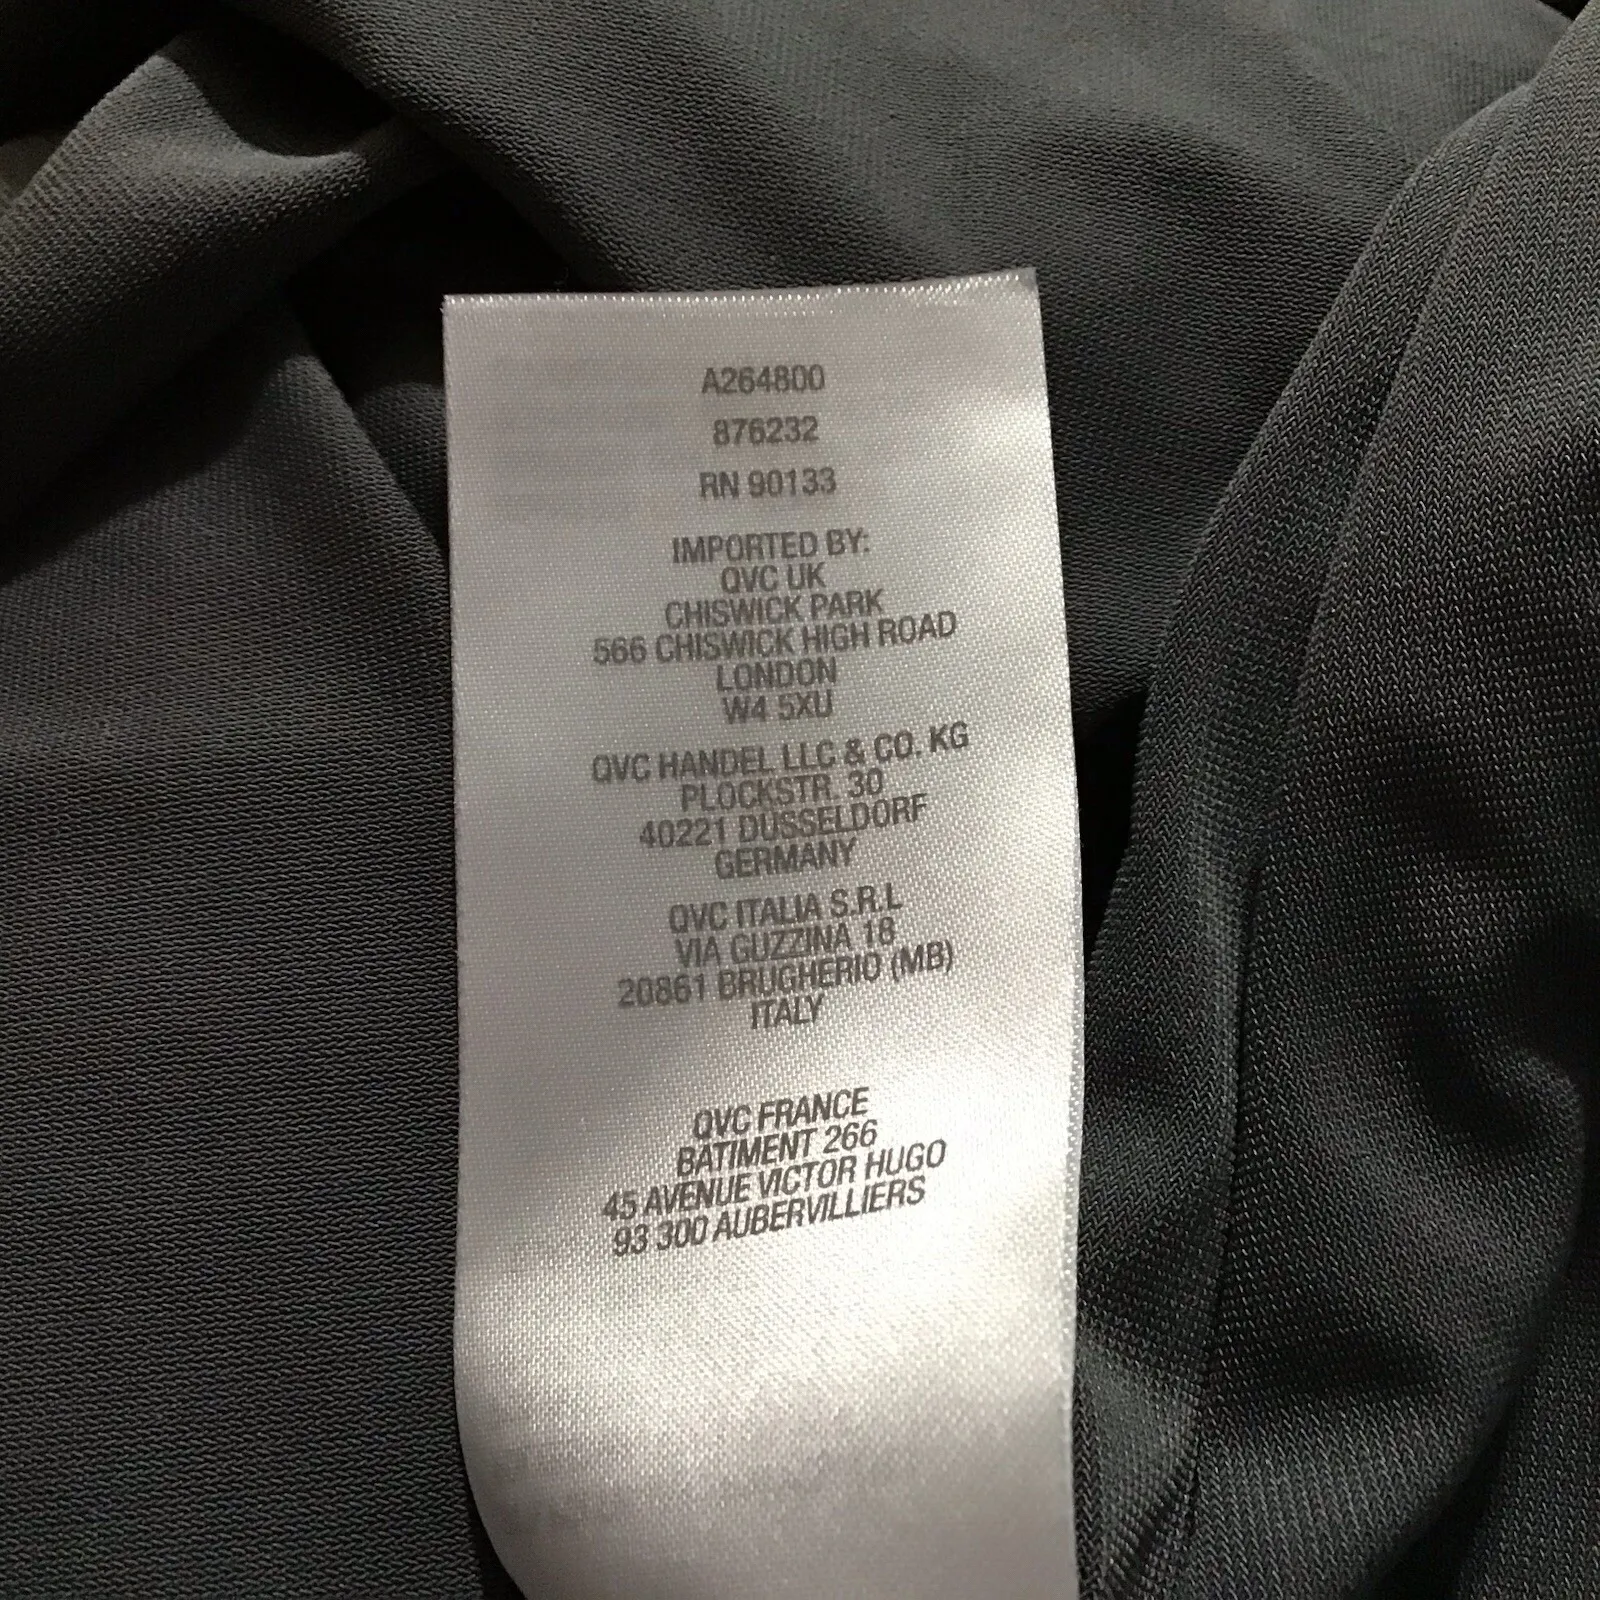 A264800
876232
RN 90133
IMPORTED BY:
QVC UK
CHISWICK PARK
566 CHISWICK HIGH ROAD
LONDON
W4 5XU
QVC HANDEL LLC & CO. KG
PLOCKSTR. 30
40221 DUSSELDORF
GERMANY
QVC ITALIA S.R.L
VIA GUZZINA 18
20861 BRUGHERIO (MB)
ITALY
QVC FRANCE
BATIMENT 266
45 AVENUE VICTOR HUGO
93 300 AUBERVILLIERS